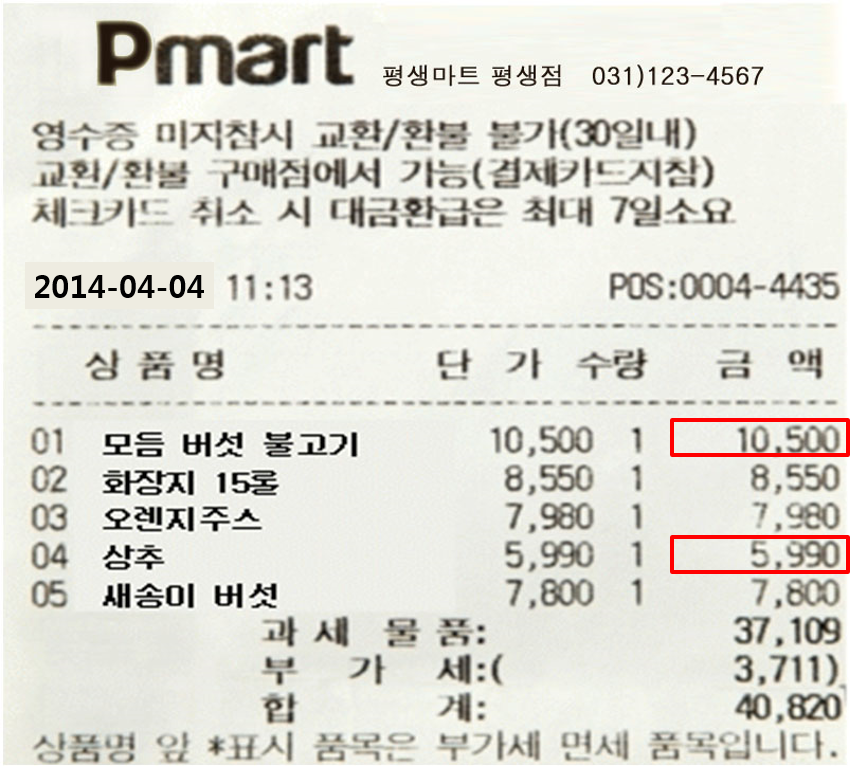 Pmart 평생마트 평생점 031)123-4567
영수증 미지참시 교환/환불 불가(30일내)
교환/환불 구매점에서 가능(결제카드지참)
체크카드 취소 시 대금환급은 최대 7일소요
2014-04-04 11:13 POS:0004-4435
상 품 명 단 가 수량 금 액
01 모듬 버섯 불고기 10,500 1 10,500
02 화장지 15롤 8,550 1 8,550
03 오렌지주스 7,980 1 7,980
04 상추 5,990 1 5,990
05 새송이 버섯 7,800 1 7,800
과 세 물 품: 37,109
부 가 세:( 3,711)
합 계: 40,820
상품명 앞 *표시 품목은 부가세 면세 품목입니다.